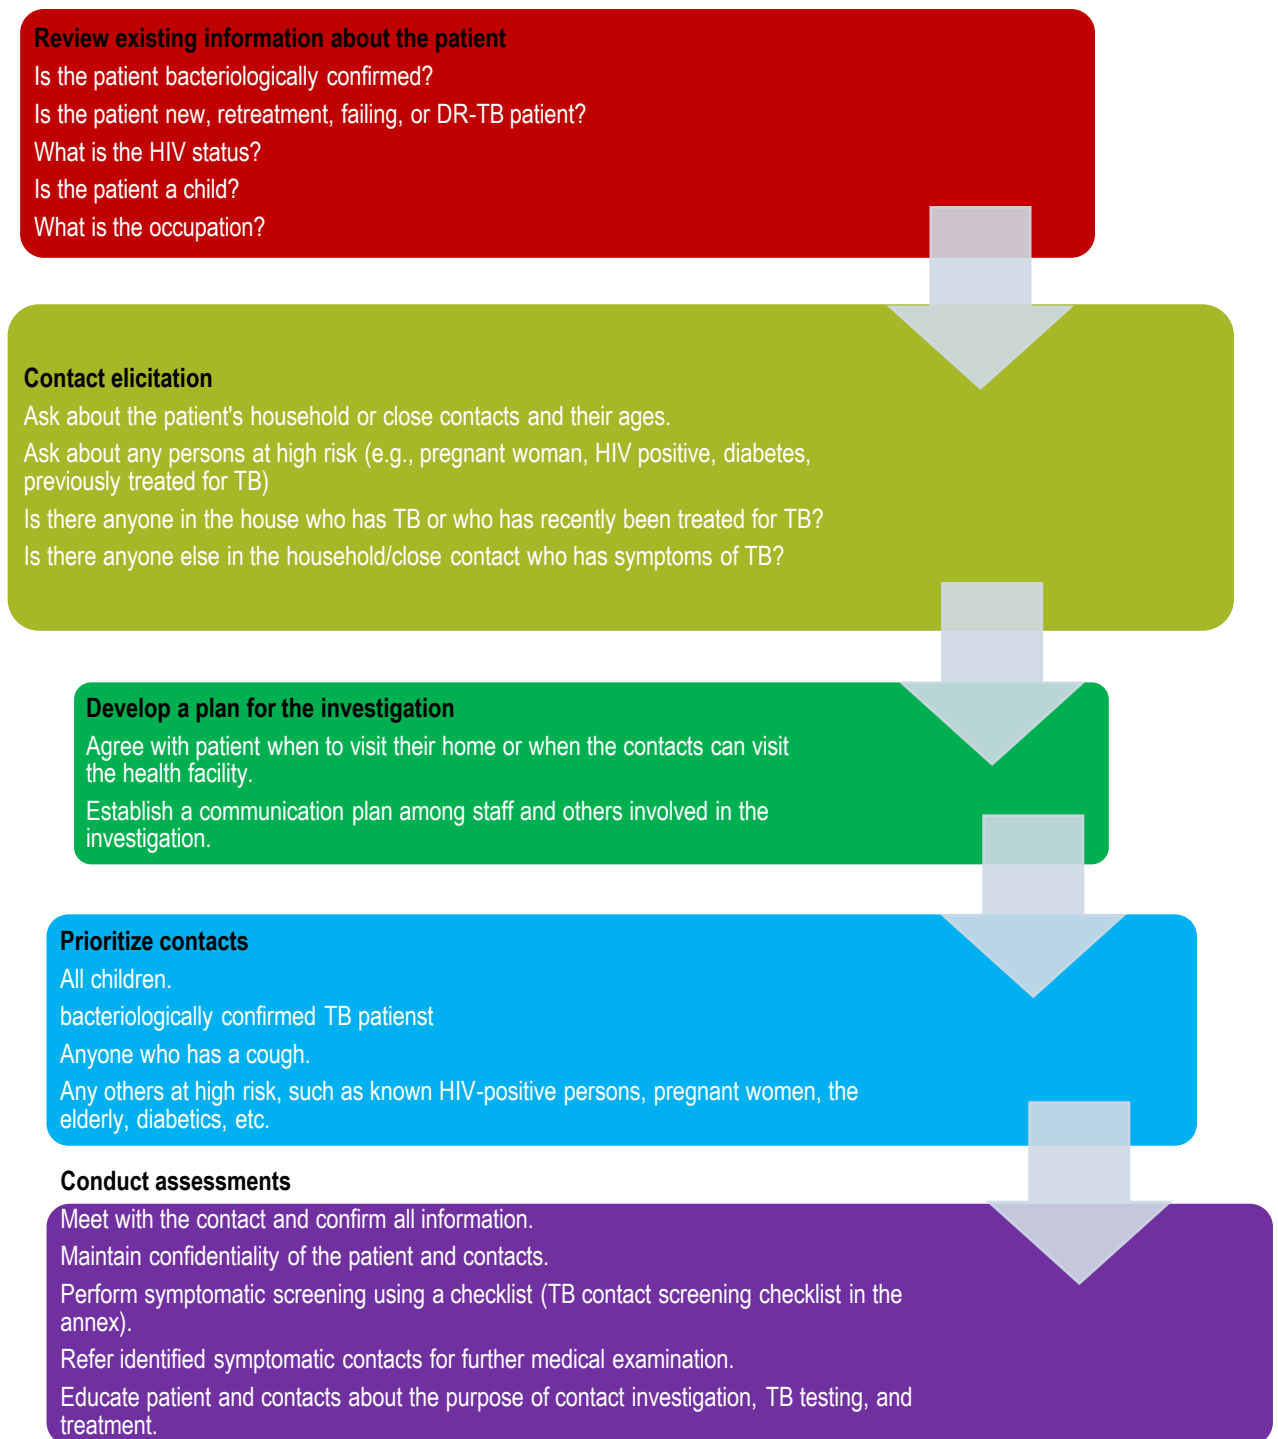 Review existing information about the patient
Is the patient bacteriologically confirmed?
Is the patient new, retreatment, failing, or DR-TB patient?
What is the HIV status?
Is the patient a child?
What is the occupation?
Contact elicitation
Ask about the patient's household or close contacts and their ages.
Ask about any persons at high risk (e.g., pregnant woman, HIV positive, diabetes,
previously treated for TB)
Is there anyone in the house who has TB or who has recently been treated for TB?
Is there anyone else in the household/close contact who has symptoms of TB?
Develop a plan for the investigation
Agree with patient when to visit their home or when the contacts can visit
the health facility.
Establish a communication plan among staff and others involved in the
investigation.
Prioritize contacts
All children.
bacteriologically confirmed TB patienst
Anyone who has a cough.
Any others at high risk, such as known HIV-positive persons, pregnant women, the
elderly, diabetics, etc.
Conduct assessments
Meet with the contact and confirm all information.
Maintain confidentiality of the patient and contacts.
Perform symptomatic screening using a checklist (TB contact screening checklist in the
annex).
Refer identified symptomatic contacts for further medical examination.
Educate patient and contacts about the purpose of contact investigation, TB testing, and
treatment.